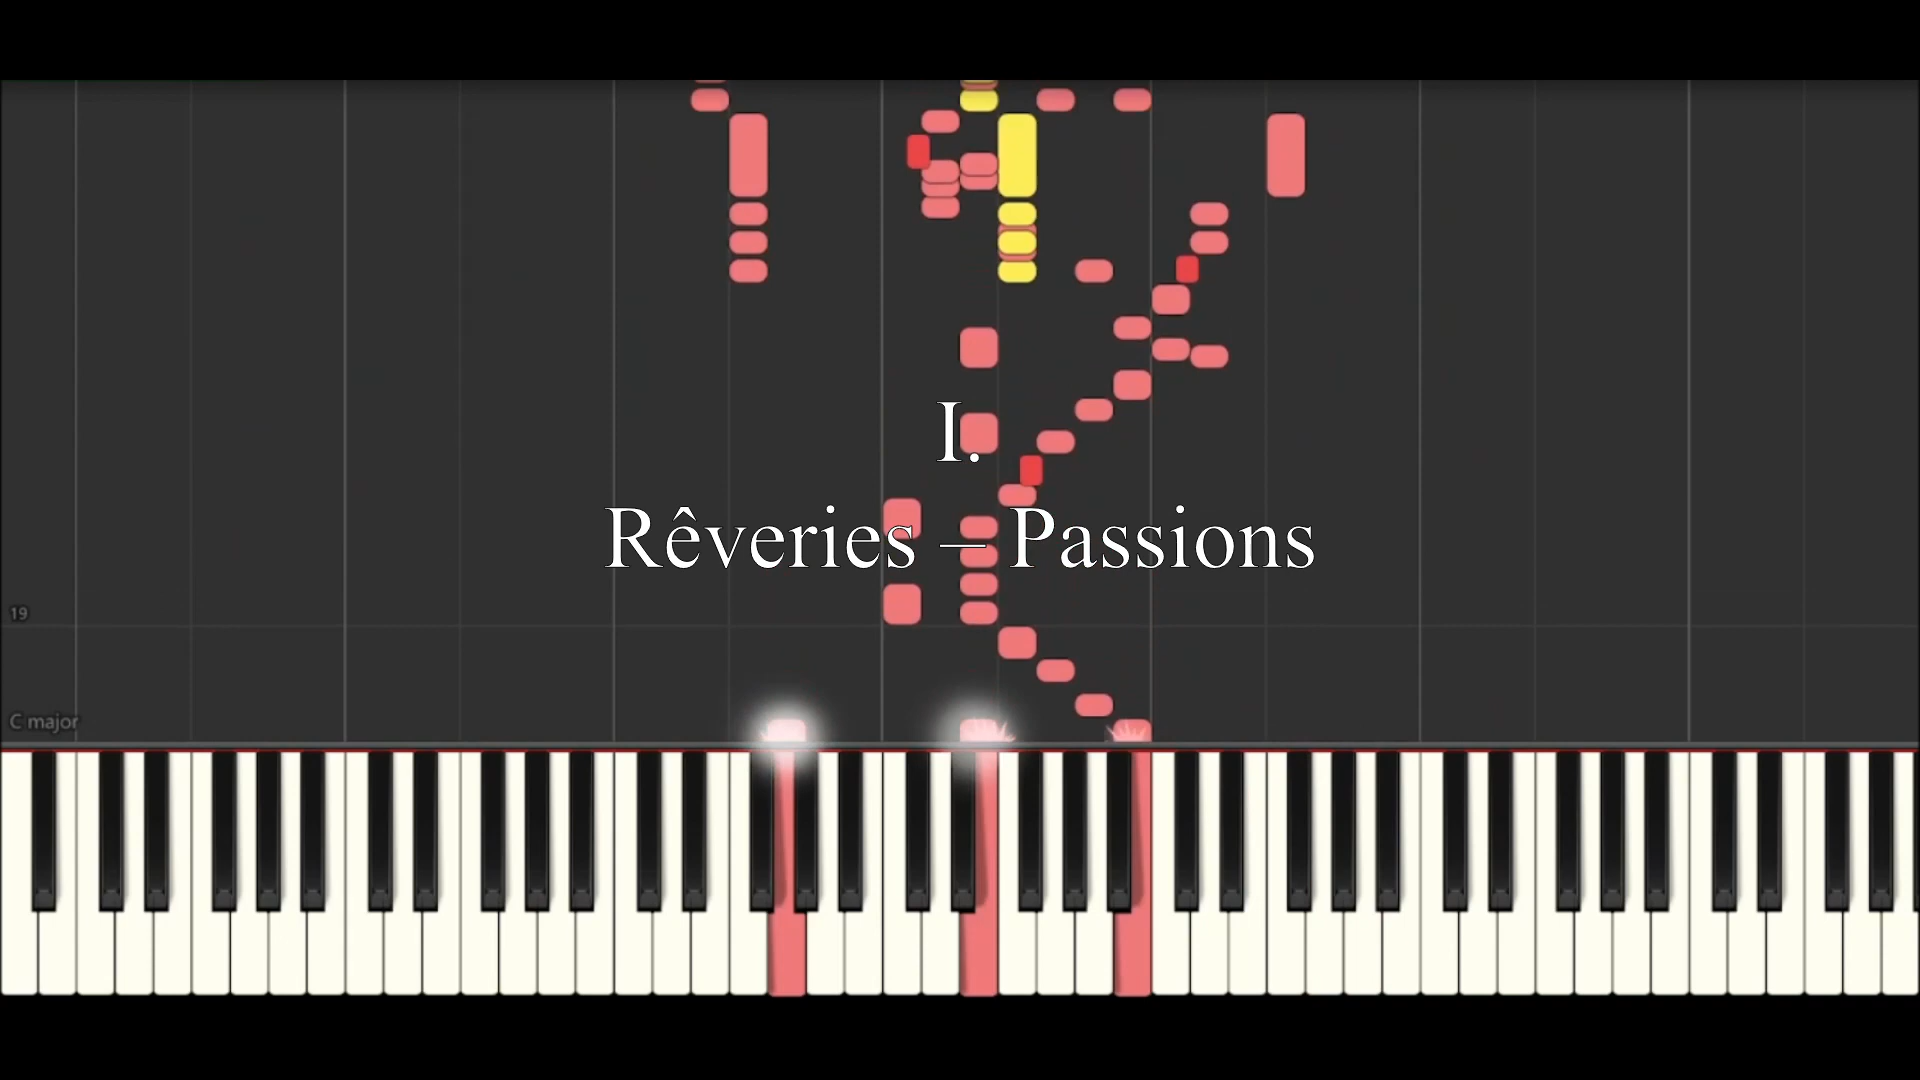 I.
Rêveries – Passions
19
C major